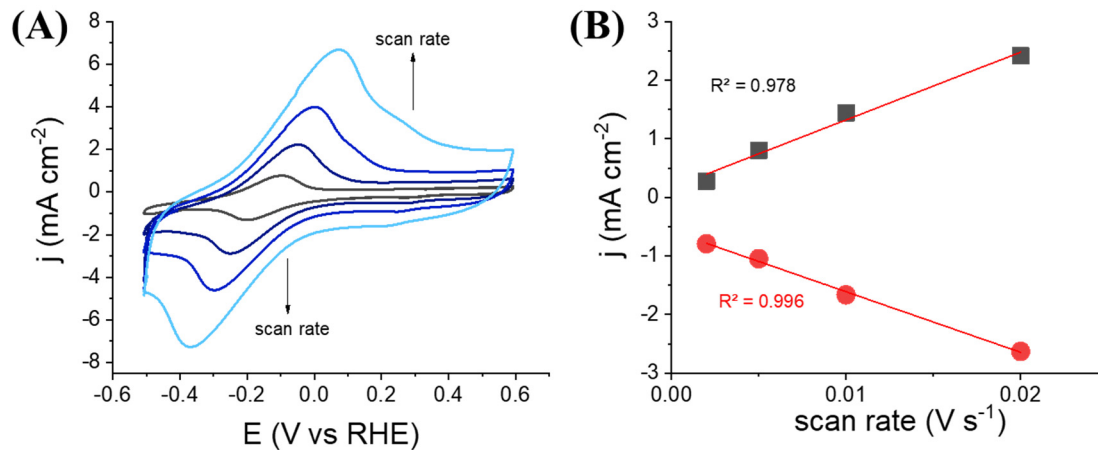 (A)
8
6
4
2
0
-2
-4
-6
-8
j (mA cm⁻²)
scan rate
scan rate
-0.6 -0.4 -0.2 0.0 0.2 0.4 0.6
E (V vs RHE)
(B)
3
2
1
0
-1
-2
-3
j (mA cm⁻²)
R² = 0.978
R² = 0.996
0.00 0.01 0.02
scan rate (V s⁻¹)